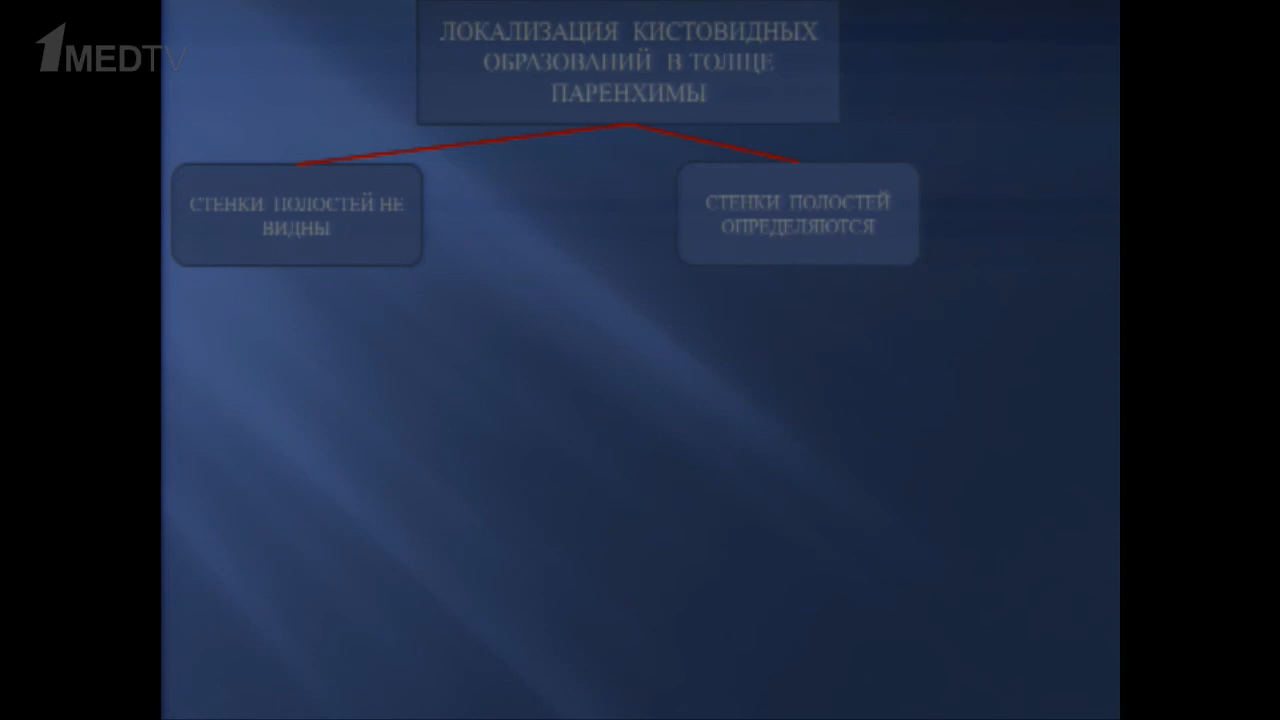 1MEDTV
ЛОКАЛИЗАЦИЯ КИСТОВИДНЫХ
ОБРАЗОВАНИЙ В ТОЛЩЕ
ПАРЕНХИМЫ
СТЕНКИ ПОЛОСТЕЙ НЕ
ВИДНЫ
СТЕНКИ ПОЛОСТЕЙ
ОПРЕДЕЛЯЮТСЯ